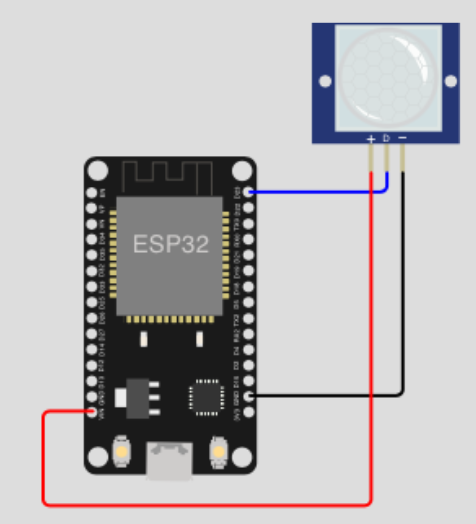 + D −
ESP32
EN
VP
VN
D34
D35
D32
D33
D25
D26
D27
D14
D12
D13
GND
VIN
D23
D22
TX0
RX0
D21
D19
D18
D5
TX2
RX2
D4
D2
D15
GND
3V3